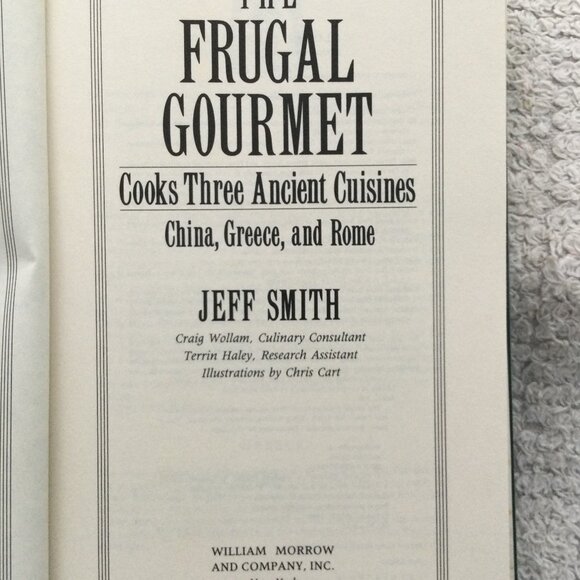 THE
FRUGAL
GOURMET
Cooks Three Ancient Cuisines
China, Greece, and Rome
JEFF SMITH
Craig Wollam, Culinary Consultant
Terrin Haley, Research Assistant
Illustrations by Chris Cart
WILLIAM MORROW
AND COMPANY, INC.